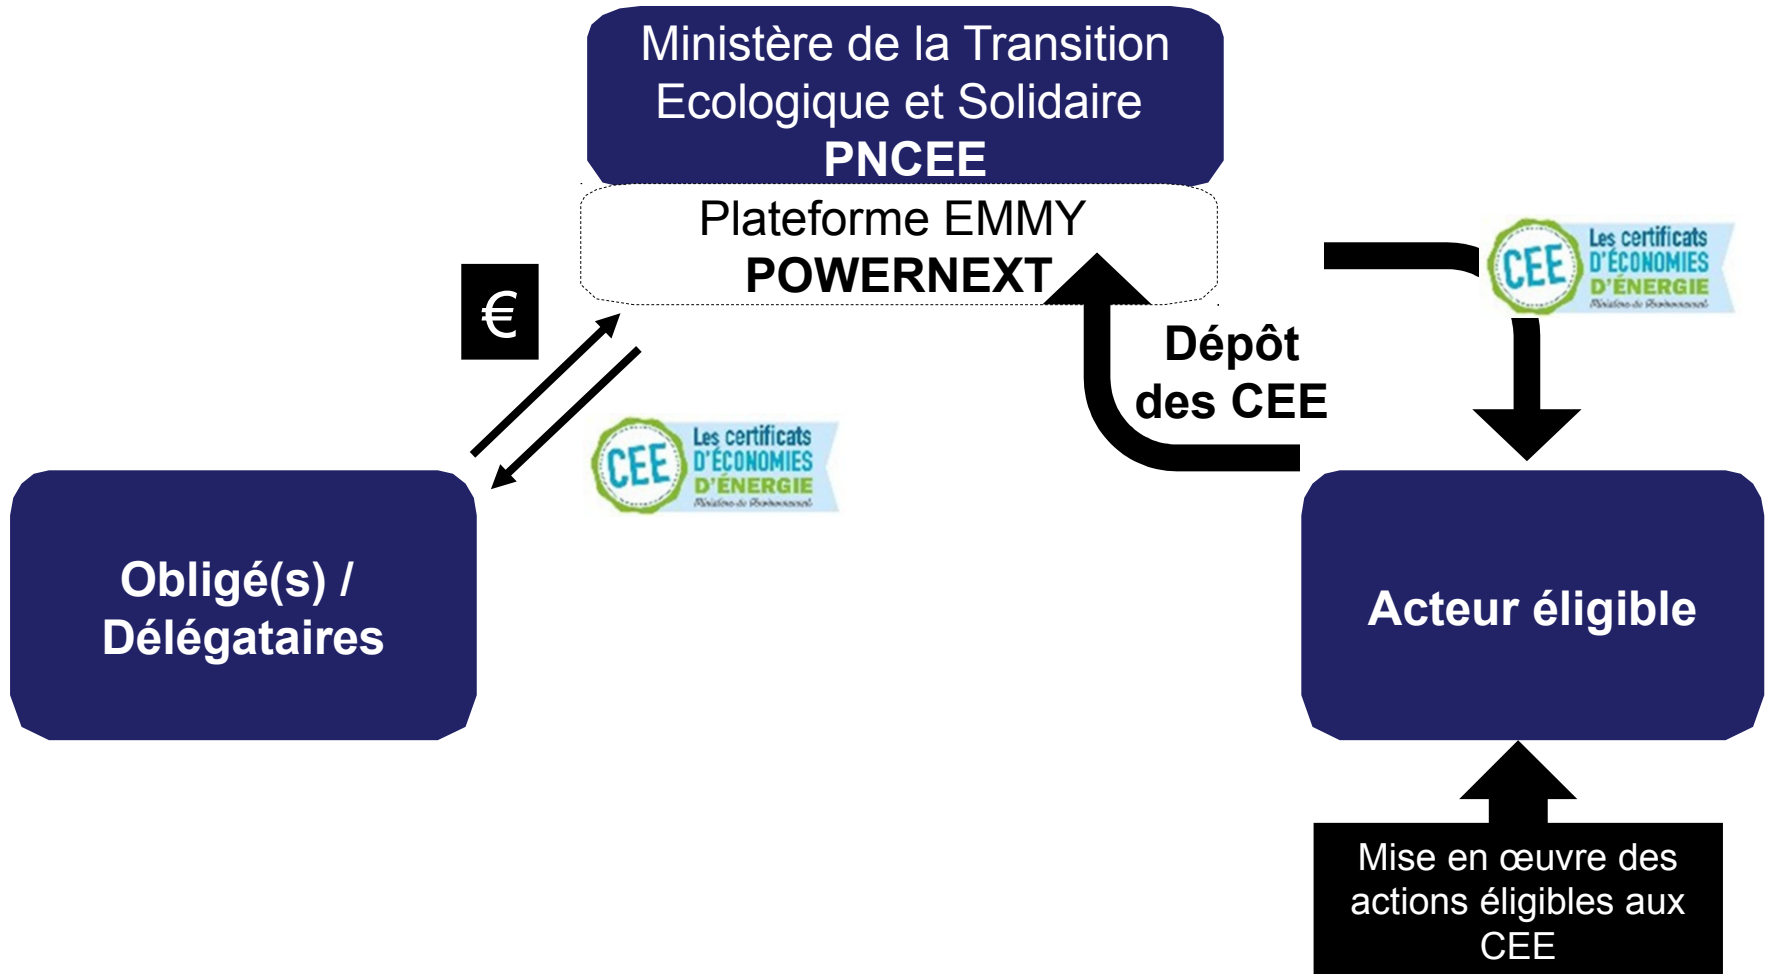 Ministère de la Transition
Ecologique et Solidaire
PNCEE
Plateforme EMMY
POWERNEXT
€
CEE
Les certificats
D'ÉCONOMIES
D'ÉNERGIE
Dépôt
des CEE
CEE
Les certificats
D'ÉCONOMIES
D'ÉNERGIE
Obligé(s) /
Délégataires
Acteur éligible
Mise en œuvre des
actions éligibles aux
CEE